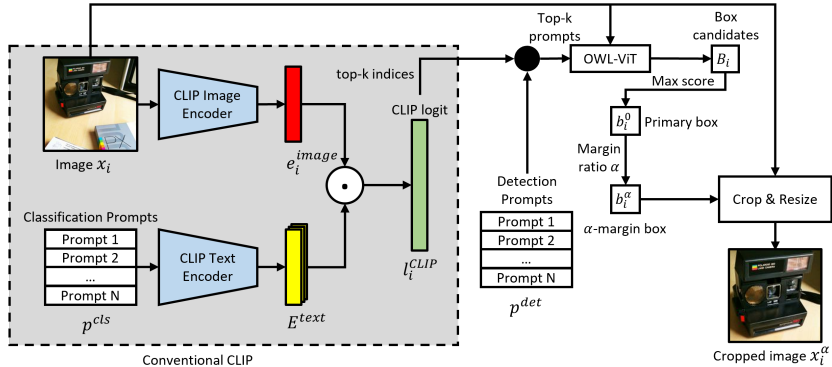 Top-k
prompts
Box
candidates
OWL-ViT
B_i
top-k indices
CLIP Image
Encoder
CLIP logit
Max score
b_i^0
Primary box
Image x_i
e_i^{image}
Margin
ratio α
Detection
Prompts
b_i^α
Crop & Resize
α-margin box
Classification Prompts
Prompt 1
Prompt 2
...
Prompt N
p^{cls}
CLIP Text
Encoder
E^{text}
l_i^{CLIP}
Prompt 1
Prompt 2
...
Prompt N
p^{det}
Cropped image x_i^α
Conventional CLIP